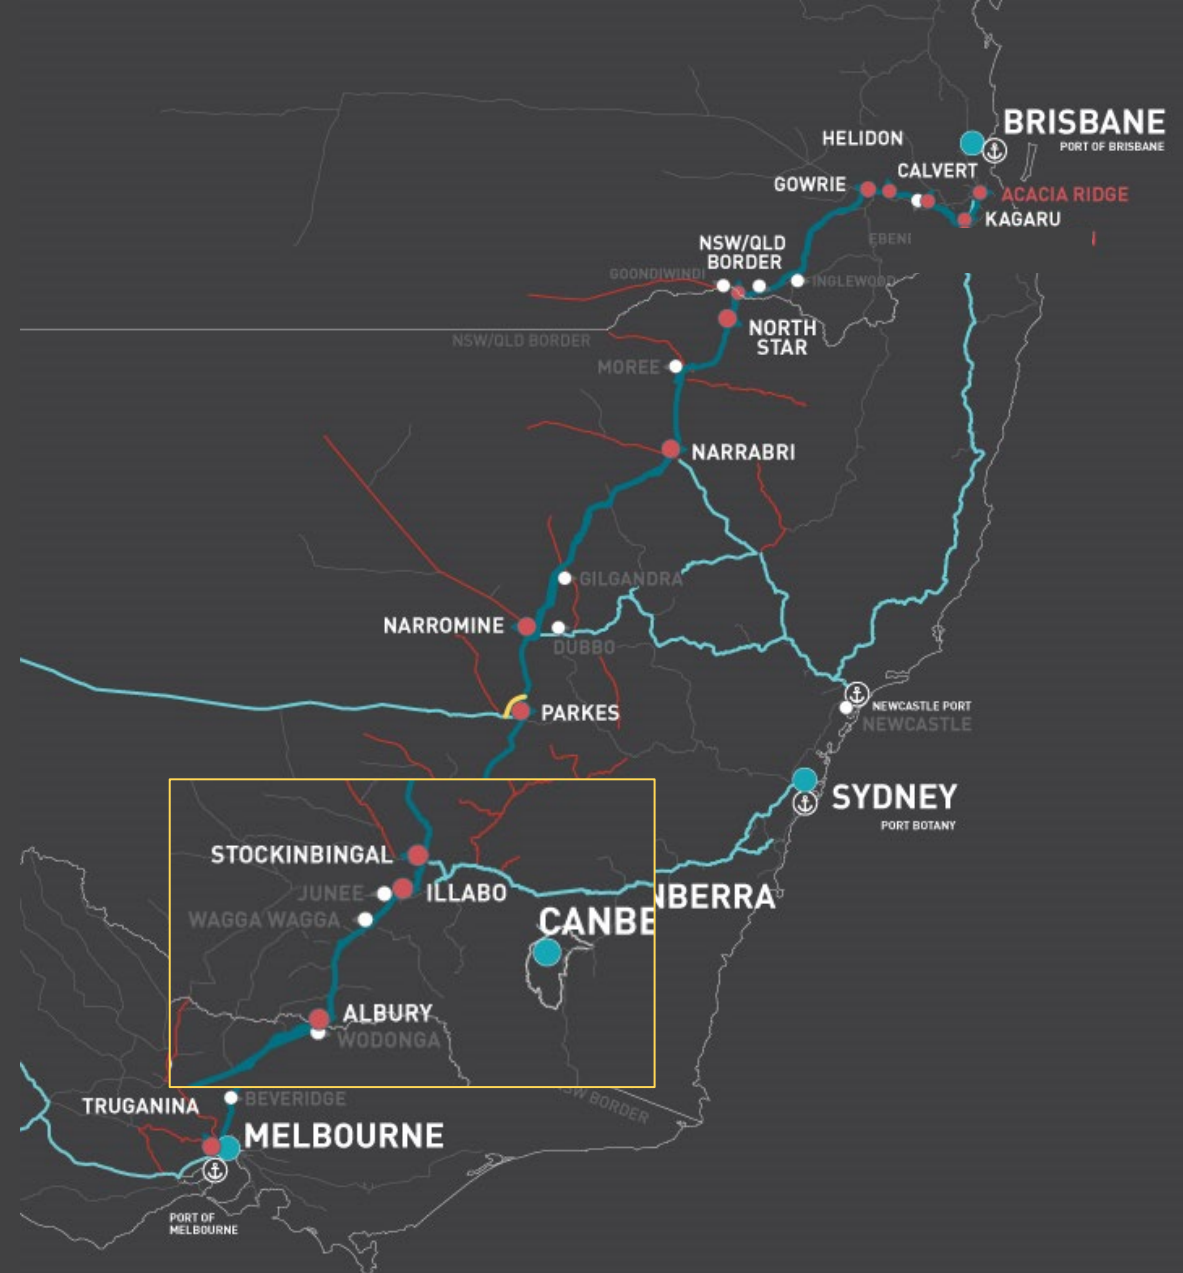 BRISBANE
PORT OF BRISBANE
HELIDON
CALVERT
GOWRIE
ACACIA RIDGE
KAGARU
EBENI
NSW/QLD
BORDER
GOONDIWINDI
INGLEWOOD
NORTH
STAR
NSW/QLD BORDER
MOREE
NARRABRI
GILGANDRA
NARROMINE
DUBBO
PARKES
NEWCASTLE PORT
NEWCASTLE
SYDNEY
PORT BOTANY
STOCKINBINGAL
JUNEE
ILLABO
WAGGA WAGGA
NBERRA
CANBE
ALBURY
WODONGA
BEVERIDGE
SW BORDER
TRUGANINA
MELBOURNE
PORT OF
MELBOURNE